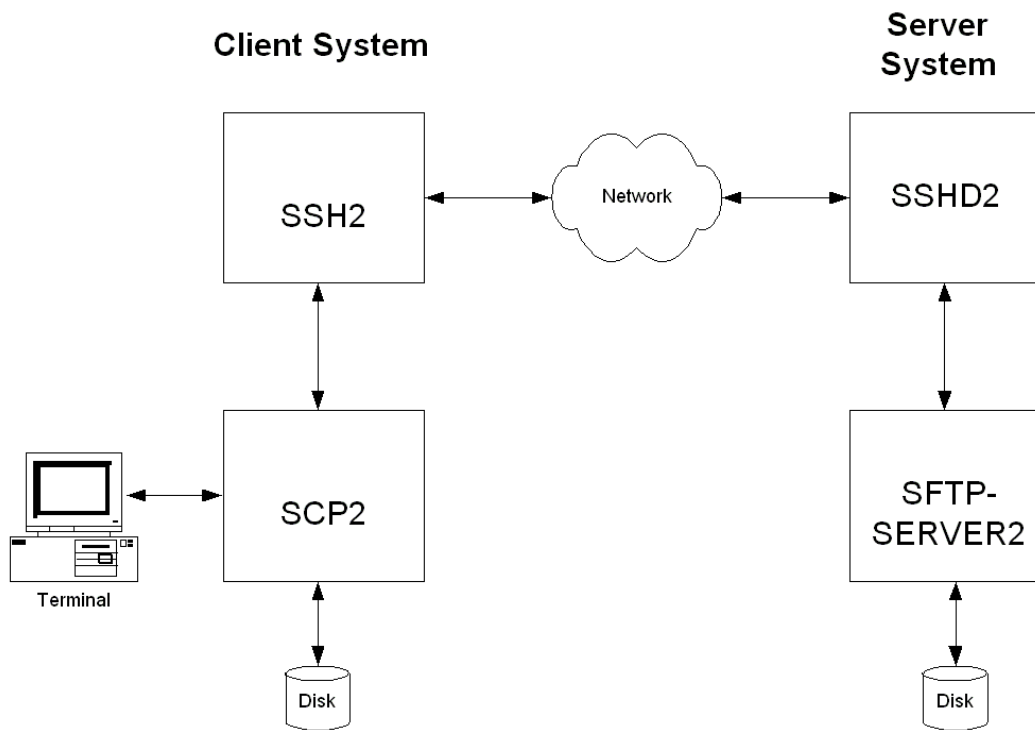 Client System
Server
System
SSH2
Network
SSHD2
SCP2
SFTP-
SERVER2
Terminal
Disk
Disk